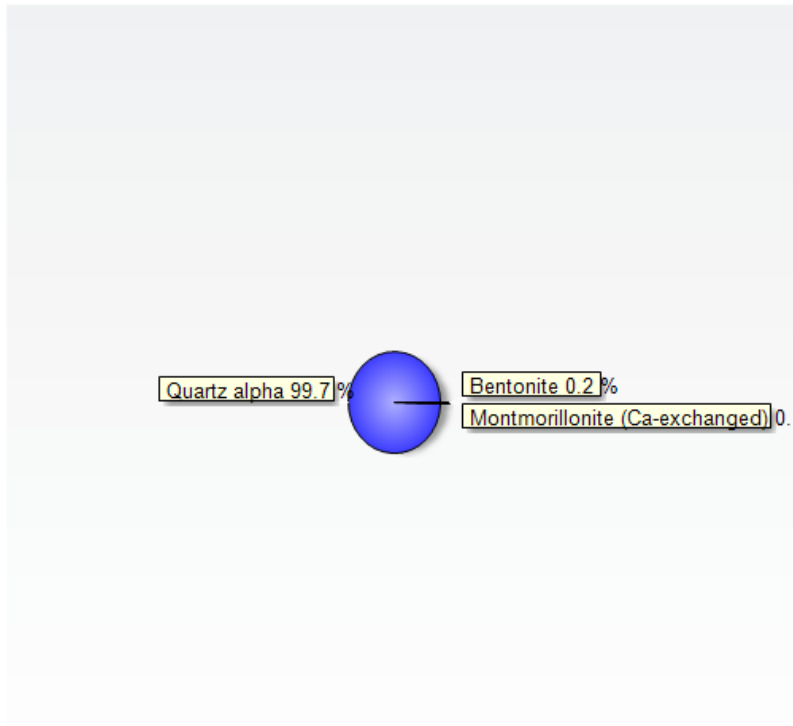 Quartz alpha 99.7 %
Bentonite 0.2 %
Montmorillonite (Ca-exchanged) 0.